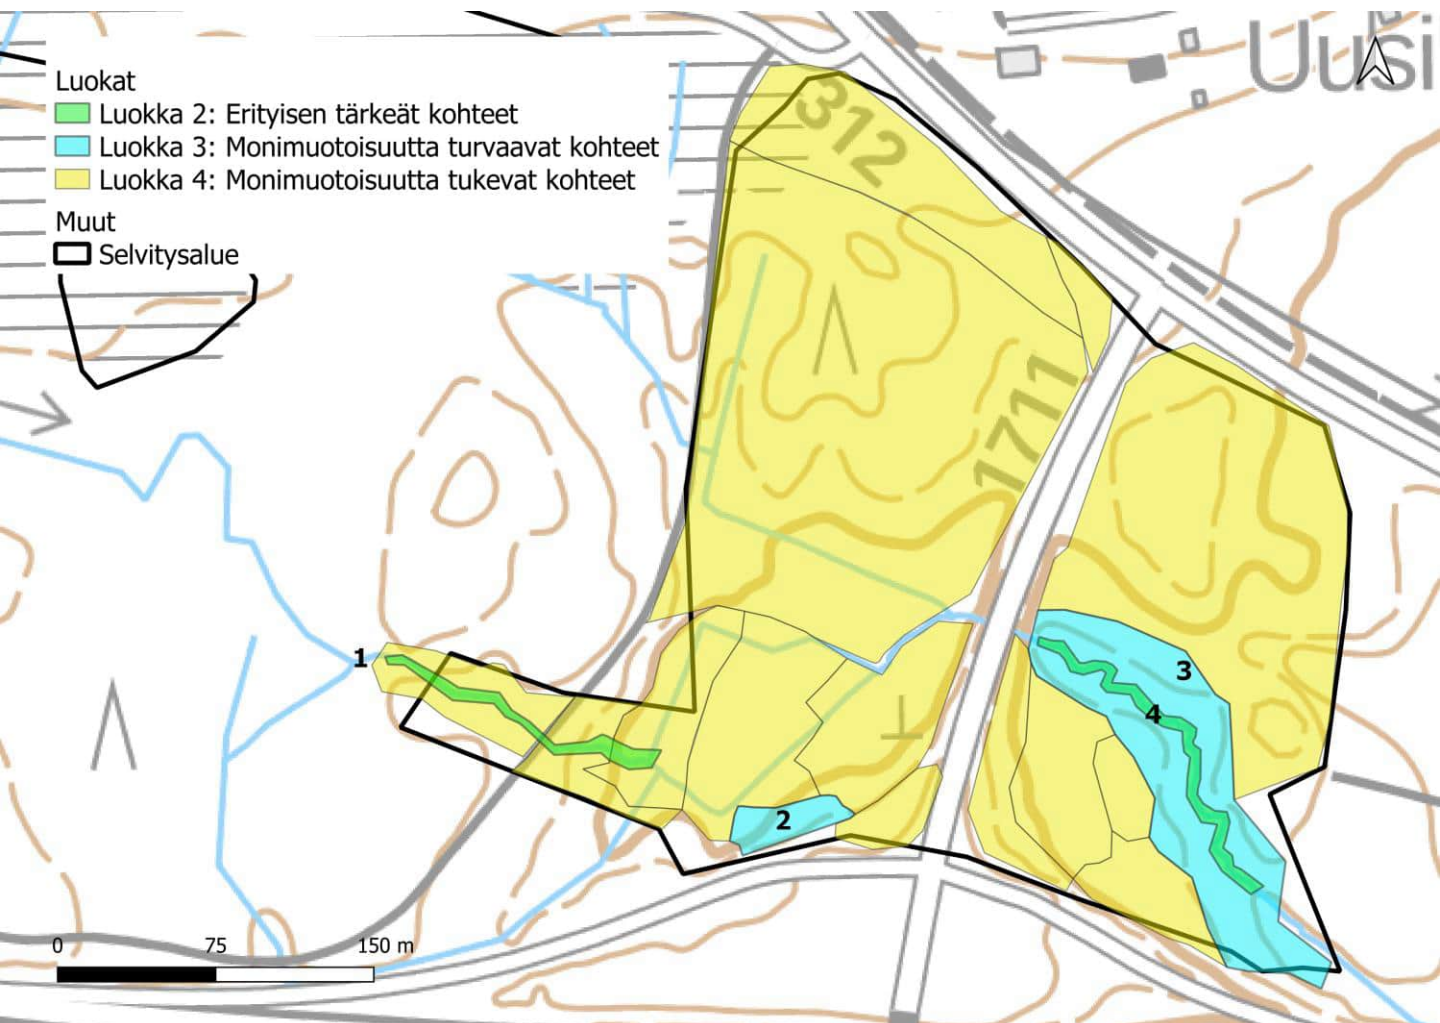 Uusi
Luokat
Luokka 2: Erityisen tärkeät kohteet
Luokka 3: Monimuotoisuutta turvaavat kohteet
Luokka 4: Monimuotoisuutta tukevat kohteet
Muut
Selvitysalue
312
1711
1
3
4
2
0 75 150 m